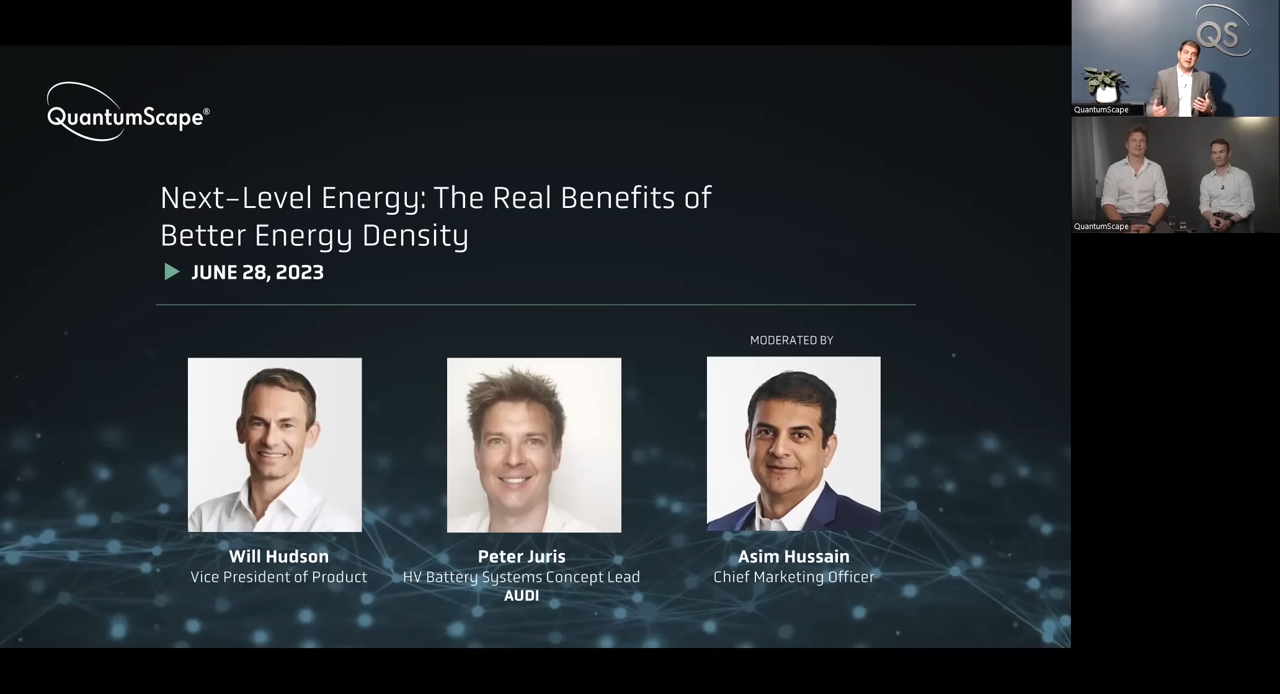 QuantumScape®
Next-Level Energy: The Real Benefits of
Better Energy Density
JUNE 28, 2023
MODERATED BY
Will Hudson
Vice President of Product
Peter Juris
HV Battery Systems Concept Lead
AUDI
Asim Hussain
Chief Marketing Officer
QS
QuantumScape
QuantumScape